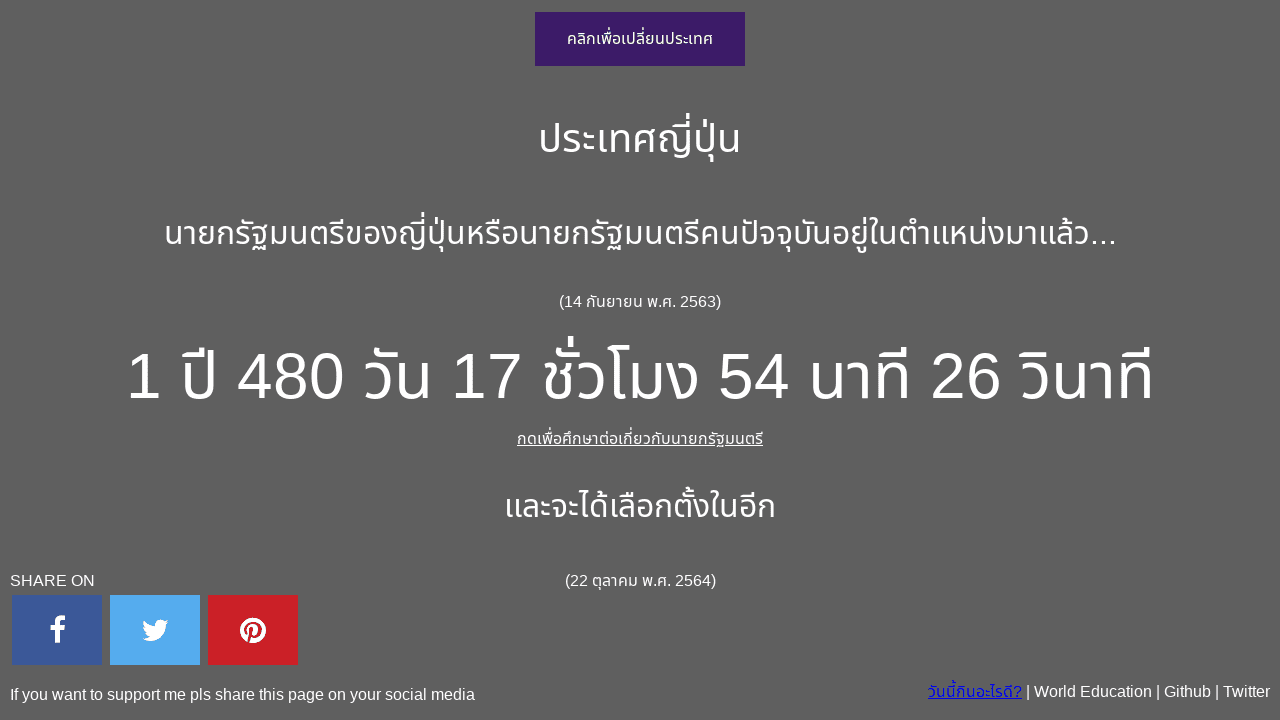 คลิกเพื่อเปลี่ยนประเทศ
ประเทศญี่ปุ่น
นายกรัฐมนตรีของญี่ปุ่นหรือนายกรัฐมนตรีคนปัจจุบันอยู่ในตำแหน่งมาแล้ว...
(14 กันยายน พ.ศ. 2563)
1 ปี 480 วัน 17 ชั่วโมง 54 นาที 26 วินาที
กดเพื่อศึกษาต่อเกี่ยวกับนายกรัฐมนตรี
และจะได้เลือกตั้งในอีก
(22 ตุลาคม พ.ศ. 2564)
SHARE ON
If you want to support me pls share this page on your social media
วันนี้กินอะไรดี? | World Education | Github | Twitter